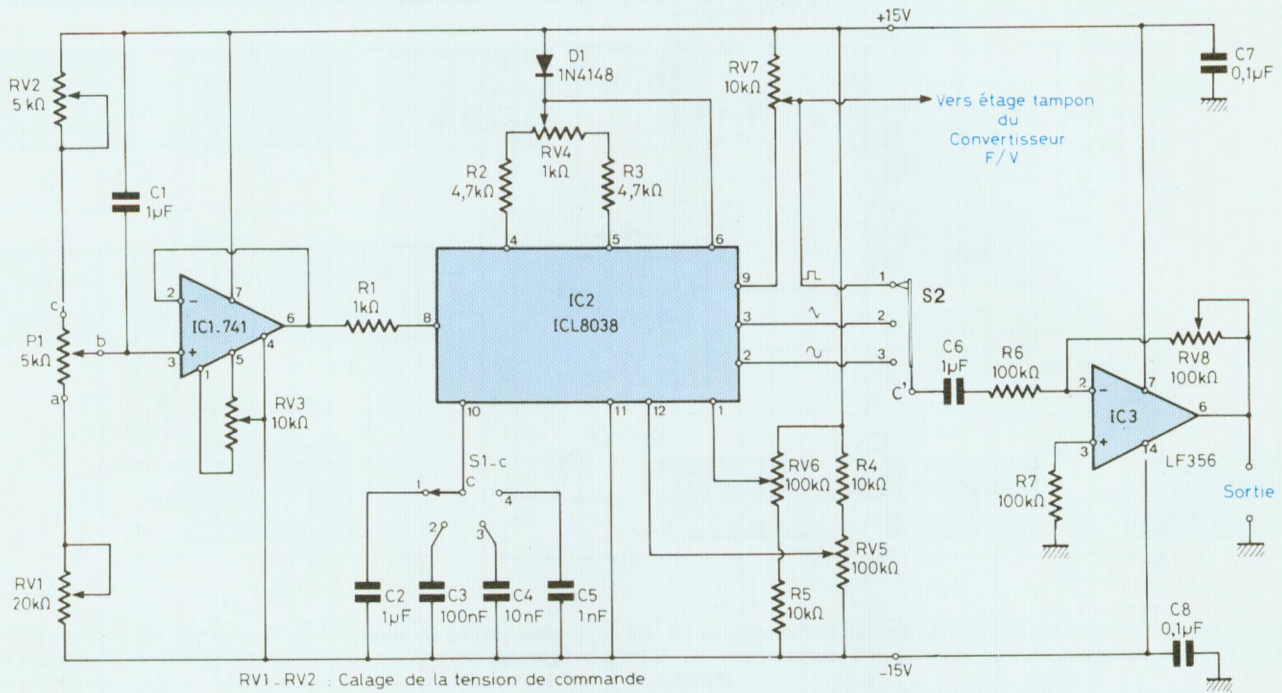 +15V
RV2
5kΩ
C1
1µF
D1
1N4148
RV7
10kΩ
C7
0,1µF
Vers étage tampon
du
Convertisseur
F/V
R2
4,7kΩ
RV4
1kΩ
R3
4,7kΩ
4
5
6
c
P1
5kΩ
b
a
2
-
7
IC1_741
6
4
3
+
5
1
RV3
10kΩ
R1
1kΩ
8
IC2
ICL8038
9
3
2
10
11
12
1
1
S2
2
3
C'
C6
1µF
R6
100kΩ
RV8
100kΩ
2
-
7
IC3
6
3
+
4
LF356
R7
100kΩ
Sortie
S1_c
1
C
4
2
3
RV6
100kΩ
R4
10kΩ
RV5
100kΩ
R5
10kΩ
RV1
20kΩ
C2
1µF
C3
100nF
C4
10nF
C5
1nF
C8
0,1µF
-15V
RV1_RV2 : Calage de la tension de commande